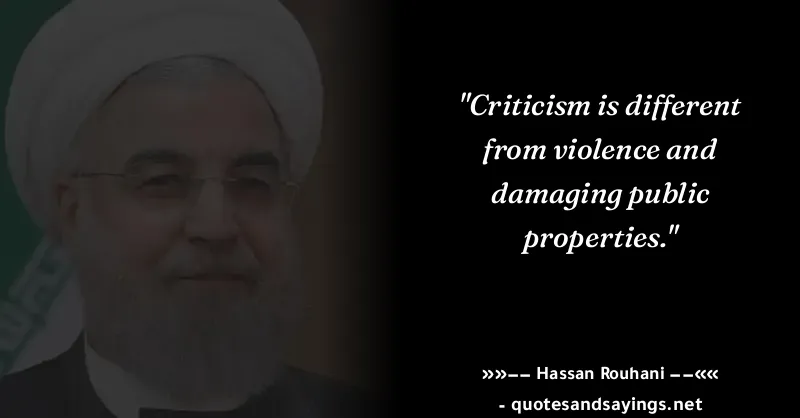 "Criticism is different
from violence and
damaging public
properties."
»»–– Hassan Rouhani ––««
- quotesandsayings.net